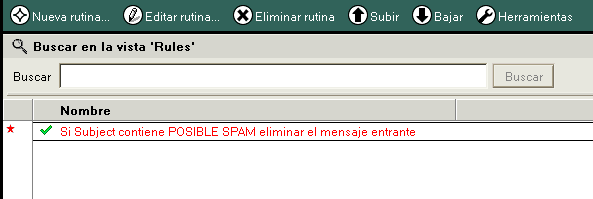 Nueva rutina... Editar rutina... Eliminar rutina Subir Bajar Herramientas
Buscar en la vista 'Rules'
Buscar Buscar
Nombre
Si Subject contiene POSIBLE SPAM eliminar el mensaje entrante